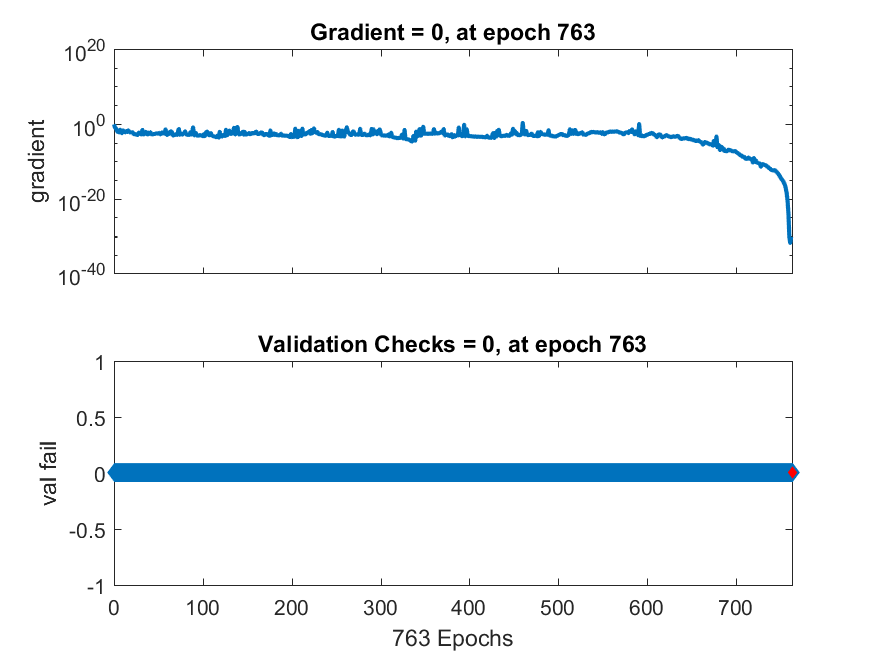 Gradient = 0, at epoch 763
10^20
10^0
10^-20
10^-40
gradient
Validation Checks = 0, at epoch 763
1
0.5
0
-0.5
-1
val fail
0 100 200 300 400 500 600 700
763 Epochs